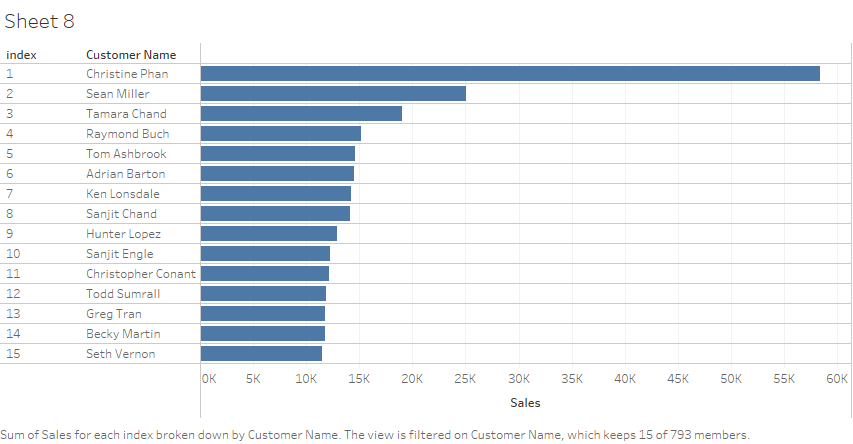 Sheet 8
index Customer Name
1 Christine Phan
2 Sean Miller
3 Tamara Chand
4 Raymond Buch
5 Tom Ashbrook
6 Adrian Barton
7 Ken Lonsdale
8 Sanjit Chand
9 Hunter Lopez
10 Sanjit Engle
11 Christopher Conant
12 Todd Sumrall
13 Greg Tran
14 Becky Martin
15 Seth Vernon
0K 5K 10K 15K 20K 25K 30K 35K 40K 45K 50K 55K 60K
Sales
Sum of Sales for each index broken down by Customer Name. The view is filtered on Customer Name, which keeps 15 of 793 members.